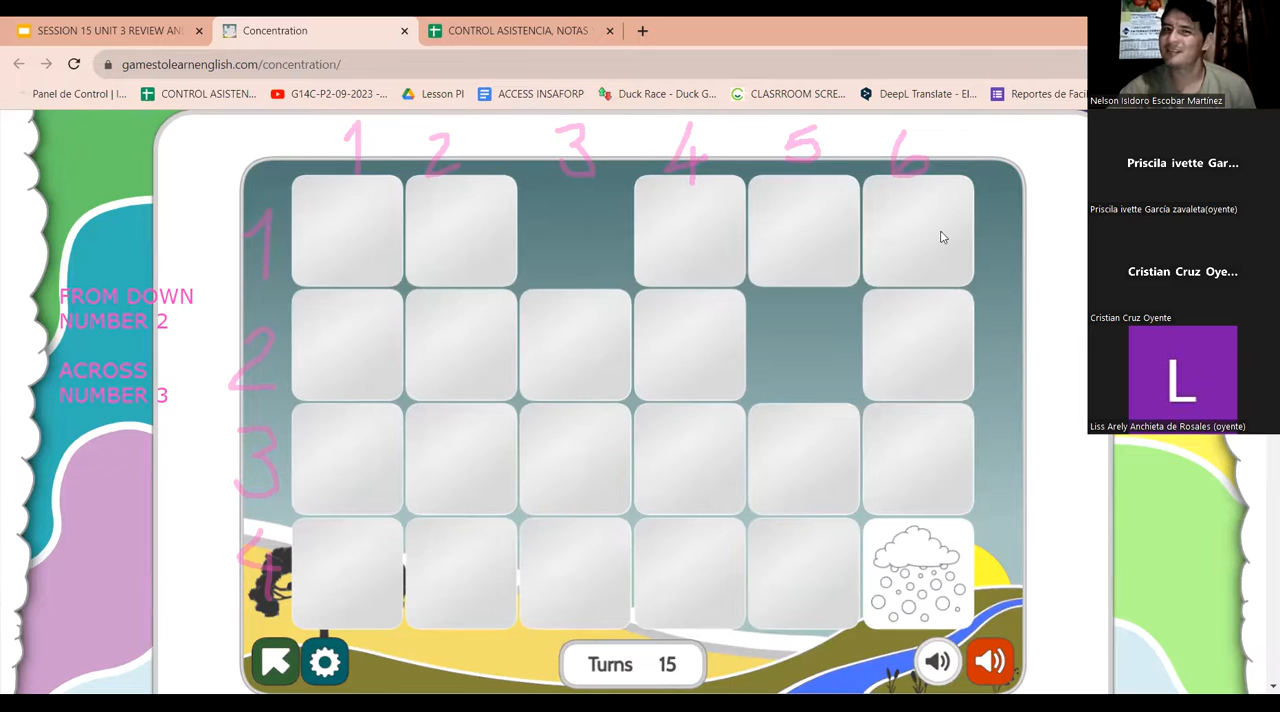 SESSION 15 UNIT 3 REVIEW AN
Concentration
CONTROL ASISTENCIA, NOTAS
gamestolearnenglish.com/concentration/
Panel de Control | I...
CONTROL ASISTEN...
G14C-P2-09-2023 -...
Lesson Pl
ACCESS INSAFORP
Duck Race - Duck G...
CLASRROOM SCRE...
DeepL Translate - El...
Reportes de Facili
Nelson Isidoro Escobar Martínez
Priscila ivette Gar...
Priscila ivette García zavaleta(oyente)
Cristian Cruz Oye...
Cristian Cruz Oyente
L
Liss Arely Anchieta de Rosales (oyente)
1 2 3 4 5 6
1
2
3
4
FROM DOWN
NUMBER 2
ACROSS
NUMBER 3
Turns 15